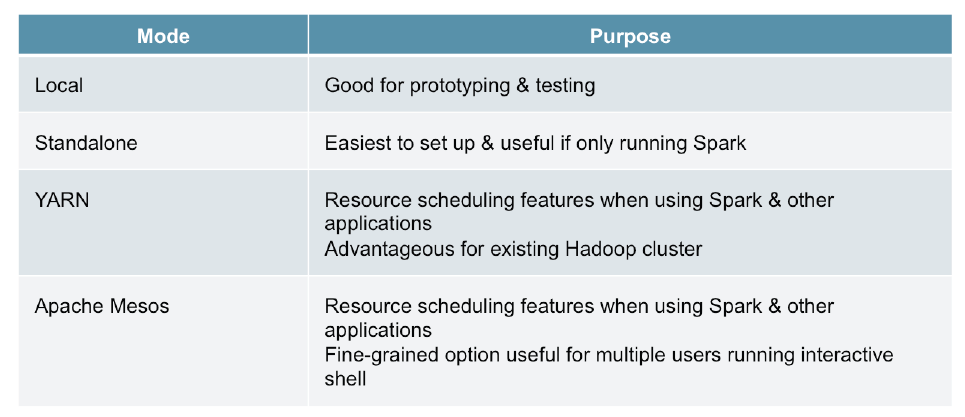 Mode
Purpose
Local
Good for prototyping & testing
Standalone
Easiest to set up & useful if only running Spark
YARN
Resource scheduling features when using Spark & other
applications
Advantageous for existing Hadoop cluster
Apache Mesos
Resource scheduling features when using Spark & other
applications
Fine-grained option useful for multiple users running interactive
shell